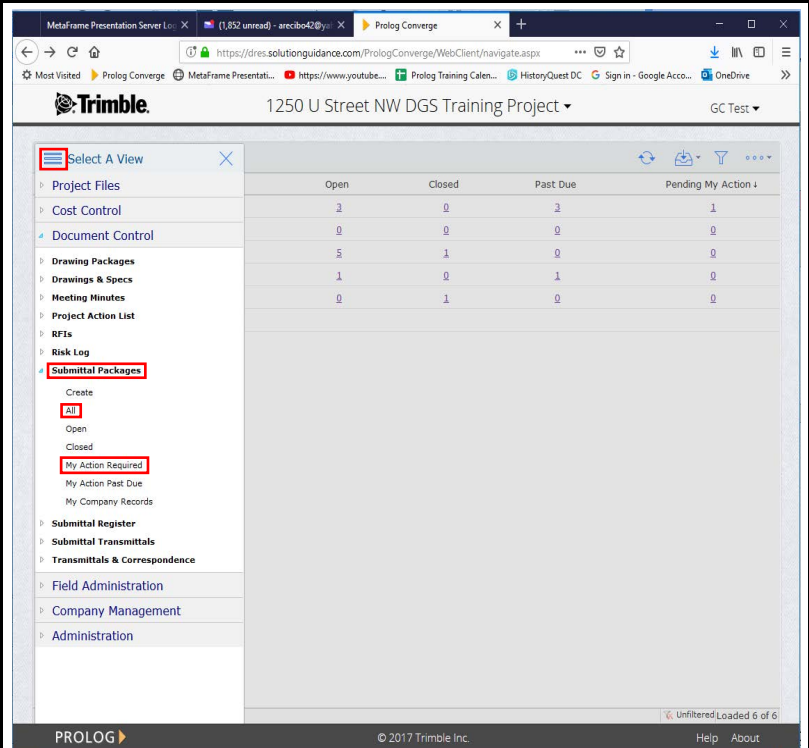 MetaFrame Presentation Server Log
(1,852 unread) - arecibo42@ya
Prolog Converge
https://dres.solutionguidance.com/PrologConverge/WebClient/navigate.aspx
Most Visited Prolog Converge MetaFrame Presentati... https://www.youtube.... Prolog Training Calen... HistoryQuest DC Sign in - Google Acco... OneDrive
Trimble. 1250 U Street NW DGS Training Project GC Test
Select A View
Open Closed Past Due Pending My Action ↓
3 0 3 1
0 0 0 0
5 1 0 0
1 0 1 0
0 1 0 0
Project Files
Cost Control
Document Control
Drawing Packages
Drawings & Specs
Meeting Minutes
Project Action List
RFIs
Risk Log
Submittal Packages
Create
All
Open
Closed
My Action Required
My Action Past Due
My Company Records
Submittal Register
Submittal Transmittals
Transmittals & Correspondence
Field Administration
Company Management
Administration
Unfiltered Loaded 6 of 6
PROLOG © 2017 Trimble Inc. Help About